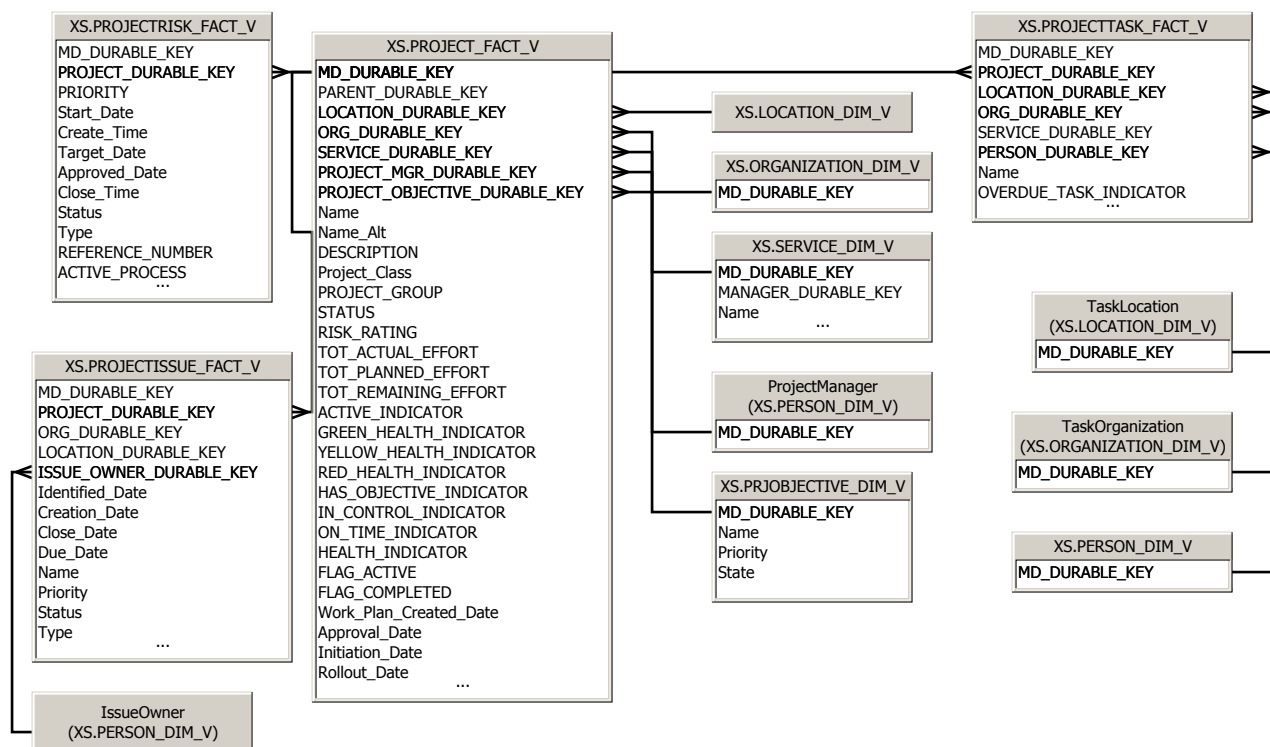 XS.PROJECTRISK_FACT_V
MD_DURABLE_KEY
PROJECT_DURABLE_KEY
PRIORITY
Start_Date
Create_Time
Target_Date
Approved_Date
Close_Time
Status
Type
REFERENCE_NUMBER
ACTIVE_PROCESS
...
XS.PROJECTISSUE_FACT_V
MD_DURABLE_KEY
PROJECT_DURABLE_KEY
ORG_DURABLE_KEY
LOCATION_DURABLE_KEY
ISSUE_OWNER_DURABLE_KEY
Identified_Date
Creation_Date
Close_Date
Due_Date
Name
Priority
Status
Type
...
IssueOwner
(XS.PERSON_DIM_V)
XS.PROJECT_FACT_V
MD_DURABLE_KEY
PARENT_DURABLE_KEY
LOCATION_DURABLE_KEY
ORG_DURABLE_KEY
SERVICE_DURABLE_KEY
PROJECT_MGR_DURABLE_KEY
PROJECT_OBJECTIVE_DURABLE_KEY
Name
Name_Alt
DESCRIPTION
Project_Class
PROJECT_GROUP
STATUS
RISK_RATING
TOT_ACTUAL_EFFORT
TOT_PLANNED_EFFORT
TOT_REMAINING_EFFORT
ACTIVE_INDICATOR
GREEN_HEALTH_INDICATOR
YELLOW_HEALTH_INDICATOR
RED_HEALTH_INDICATOR
HAS_OBJECTIVE_INDICATOR
IN_CONTROL_INDICATOR
ON_TIME_INDICATOR
HEALTH_INDICATOR
FLAG_ACTIVE
FLAG_COMPLETED
Work_Plan_Created_Date
Approval_Date
Initiation_Date
Rollout_Date
...
XS.LOCATION_DIM_V
XS.ORGANIZATION_DIM_V
MD_DURABLE_KEY
XS.SERVICE_DIM_V
MD_DURABLE_KEY
MANAGER_DURABLE_KEY
Name
...
ProjectManager
(XS.PERSON_DIM_V)
MD_DURABLE_KEY
XS.PRJOBJECTIVE_DIM_V
MD_DURABLE_KEY
Name
Priority
State
XS.PROJECTTASK_FACT_V
MD_DURABLE_KEY
PROJECT_DURABLE_KEY
LOCATION_DURABLE_KEY
ORG_DURABLE_KEY
SERVICE_DURABLE_KEY
PERSON_DURABLE_KEY
Name
OVERDUE_TASK_INDICATOR
...
TaskLocation
(XS.LOCATION_DIM_V)
MD_DURABLE_KEY
TaskOrganization
(XS.ORGANIZATION_DIM_V)
MD_DURABLE_KEY
XS.PERSON_DIM_V
MD_DURABLE_KEY